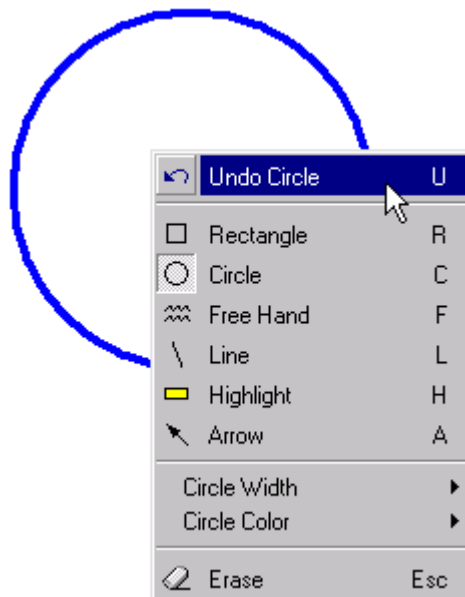 Undo Circle U
Rectangle R
Circle C
Free Hand F
Line L
Highlight H
Arrow A
Circle Width
Circle Color
Erase Esc